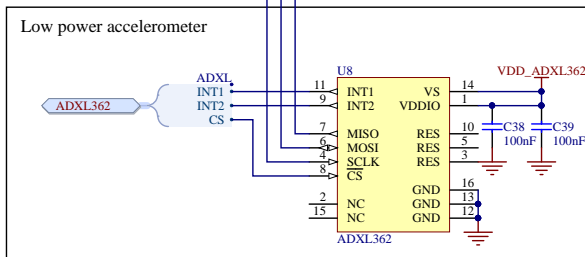 Low power accelerometer
ADXL362
ADXL
INT1
INT2
CS
U8
11 INT1 VS 14 VDD_ADXL362
9 INT2 VDDIO 1
7 MISO RES 10 C38 C39
6 MOSI RES 5 100nF 100nF
4 SCLK RES 3
8 CS
GND 16
2 NC GND 13
15 NC GND 12
ADXL362